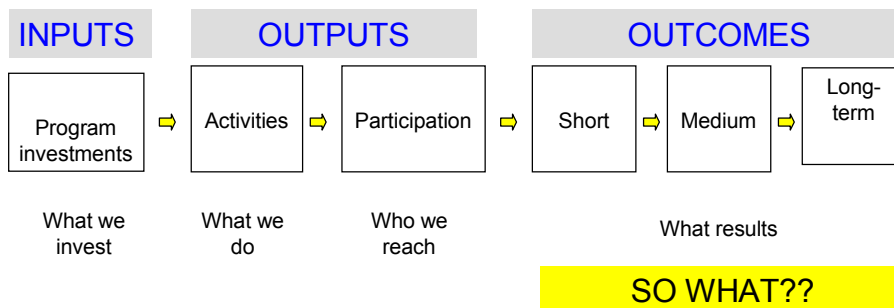 INPUTS
OUTPUTS
OUTCOMES
Program
investments
Activities
Participation
Short
Medium
Long-
term
What we
invest
What we
do
Who we
reach
What results
SO WHAT??